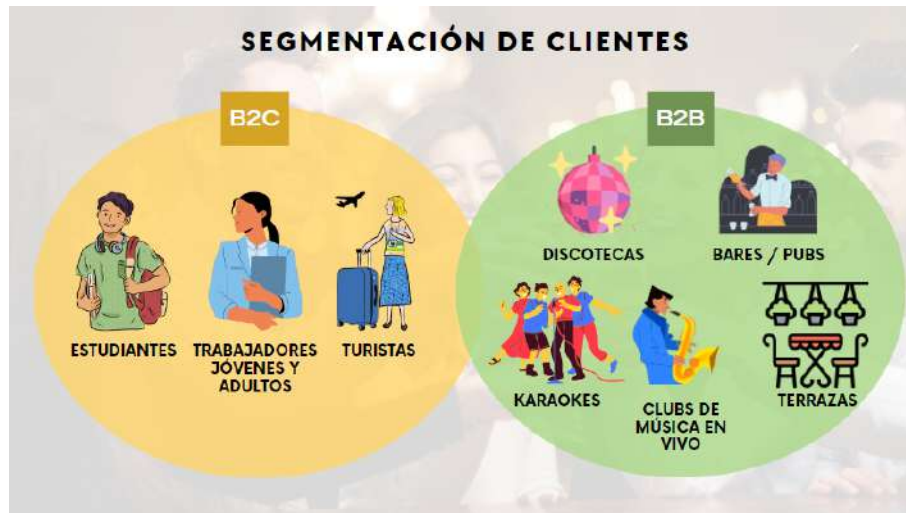 SEGMENTACIÓN DE CLIENTES
B2C
ESTUDIANTES
TRABAJADORES
JÓVENES Y
ADULTOS
TURISTAS
B2B
DISCOTECAS
BARES / PUBS
KARAOKES
CLUBS DE
MÚSICA EN
VIVO
TERRAZAS